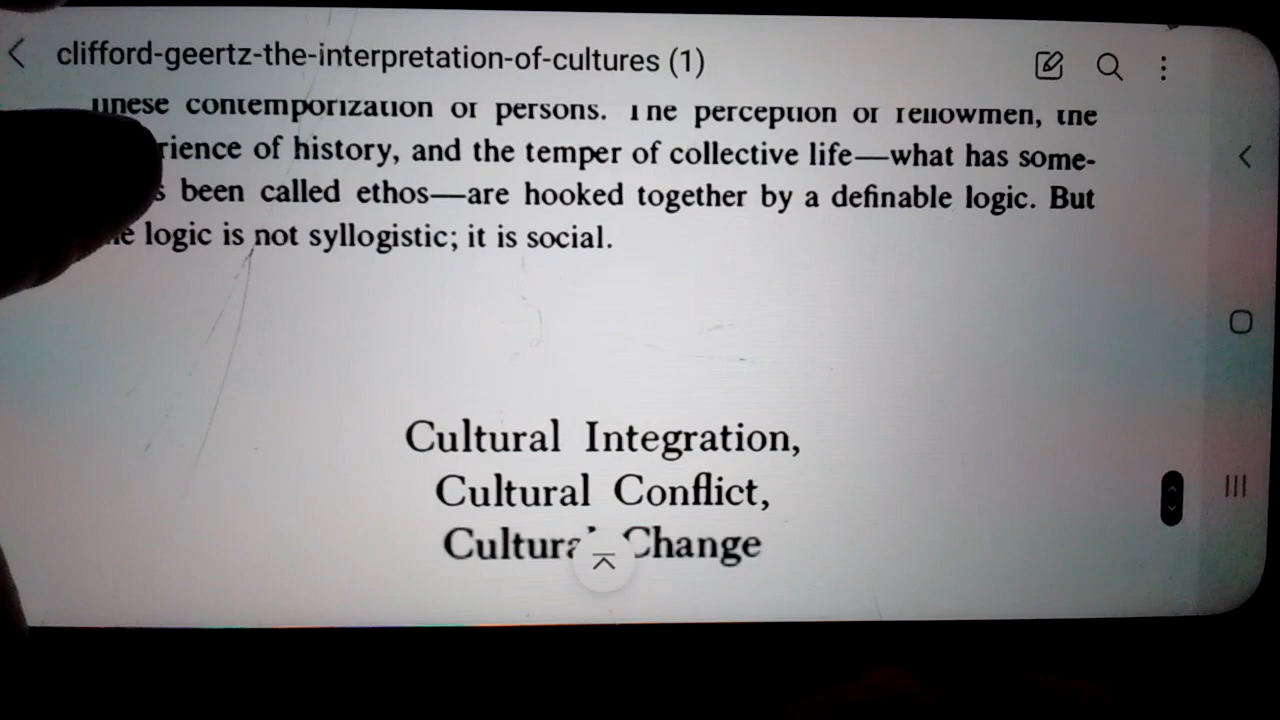 clifford-geertz-the-interpretation-of-cultures (1)
contemporization of persons. The perception of fellowmen, the
of history, and the temper of collective life—what has some-
been called ethos—are hooked together by a definable logic. But
logic is not syllogistic; it is social.
Cultural Integration,
Cultural Conflict,
Cultural Change